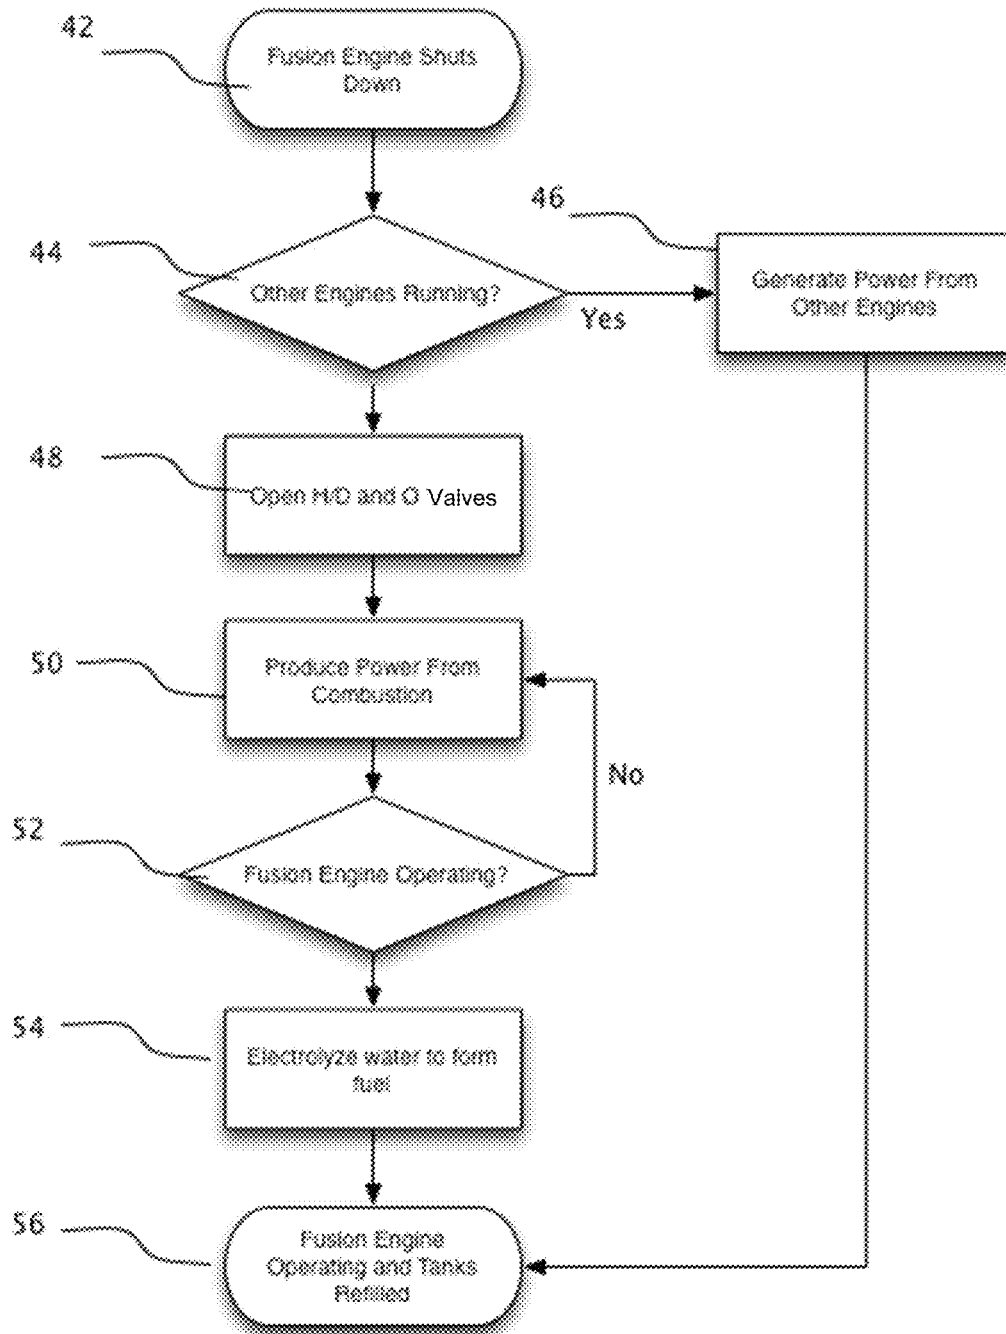 42
Fusion Engine Shuts
Down
44
Other Engines Running?
Yes
46
Generate Power From
Other Engines
48
Open H/D and O Valves
50
Produce Power From
Combustion
No
52
Fusion Engine Operating?
54
Electrolyze water to form
fuel
56
Fusion Engine
Operating and Tanks
Refilled